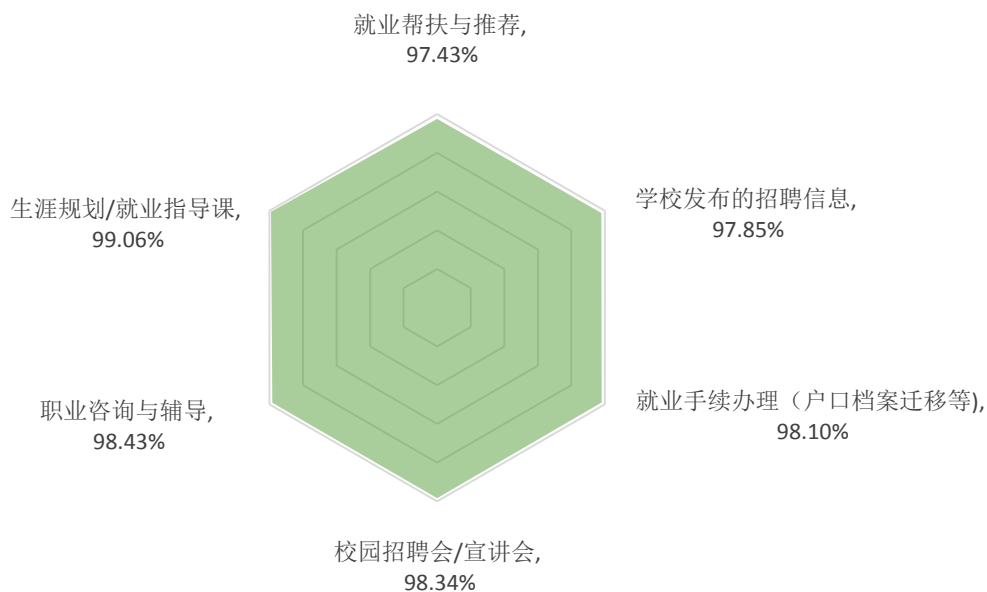 就业帮扶与推荐,
97.43%
学校发布的招聘信息,
97.85%
就业手续办理（户口档案迁移等),
98.10%
校园招聘会/宣讲会,
98.34%
职业咨询与辅导,
98.43%
生涯规划/就业指导课,
99.06%